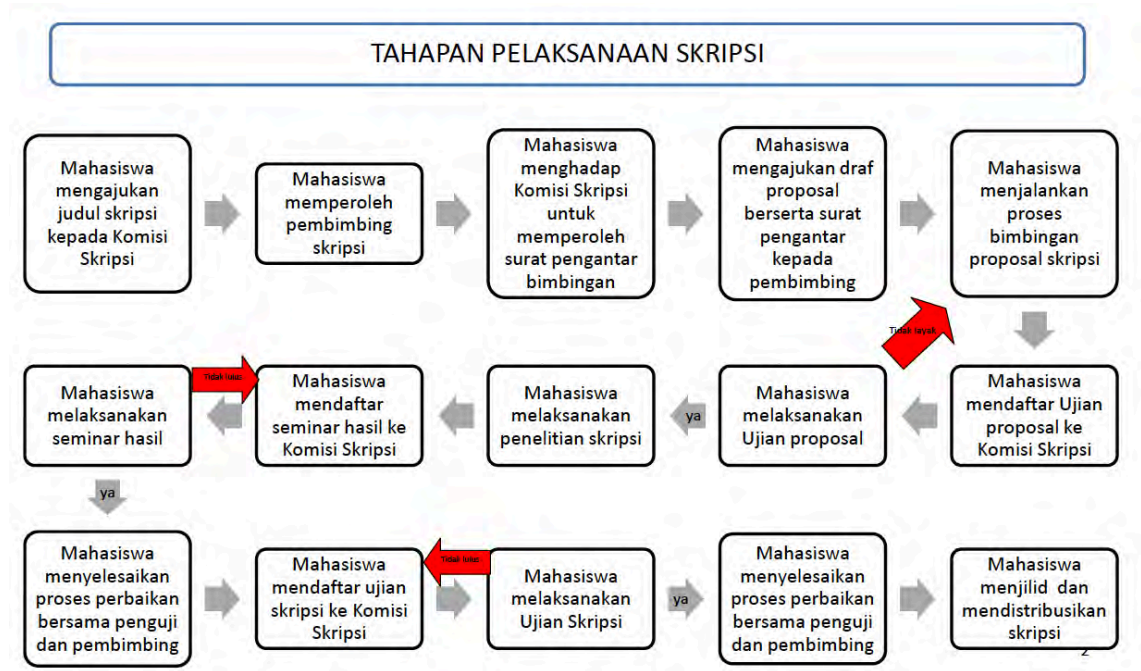 TAHAPAN PELAKSANAAN SKRIPSI
Mahasiswa
mengajukan
judul skripsi
kepada Komisi
Skripsi
Mahasiswa
memperoleh
pembimbing
skripsi
Mahasiswa
menghadap
Komisi Skripsi
untuk
memperoleh
surat pengantar
bimbingan
Mahasiswa
mengajukan draf
proposal
berserta surat
pengantar
kepada
pembimbing
Mahasiswa
menjalankan
proses
bimbingan
proposal skripsi
Tidak layak
Mahasiswa
mendaftar Ujian
proposal ke
Komisi Skripsi
Mahasiswa
melaksanakan
Ujian proposal
ya
Mahasiswa
melaksanakan
penelitian skripsi
Mahasiswa
mendaftar
seminar hasil ke
Komisi Skripsi
Tidak lulus
Mahasiswa
melaksanakan
seminar hasil
ya
Mahasiswa
menyelesaikan
proses perbaikan
bersama penguji
dan pembimbing
Mahasiswa
mendaftar ujian
skripsi ke Komisi
Skripsi
Tidak lulus
Mahasiswa
melaksanakan
Ujian Skripsi
ya
Mahasiswa
menyelesaikan
proses perbaikan
bersama penguji
dan pembimbing
Mahasiswa
menjilid dan
mendistribusikan
skripsi
2